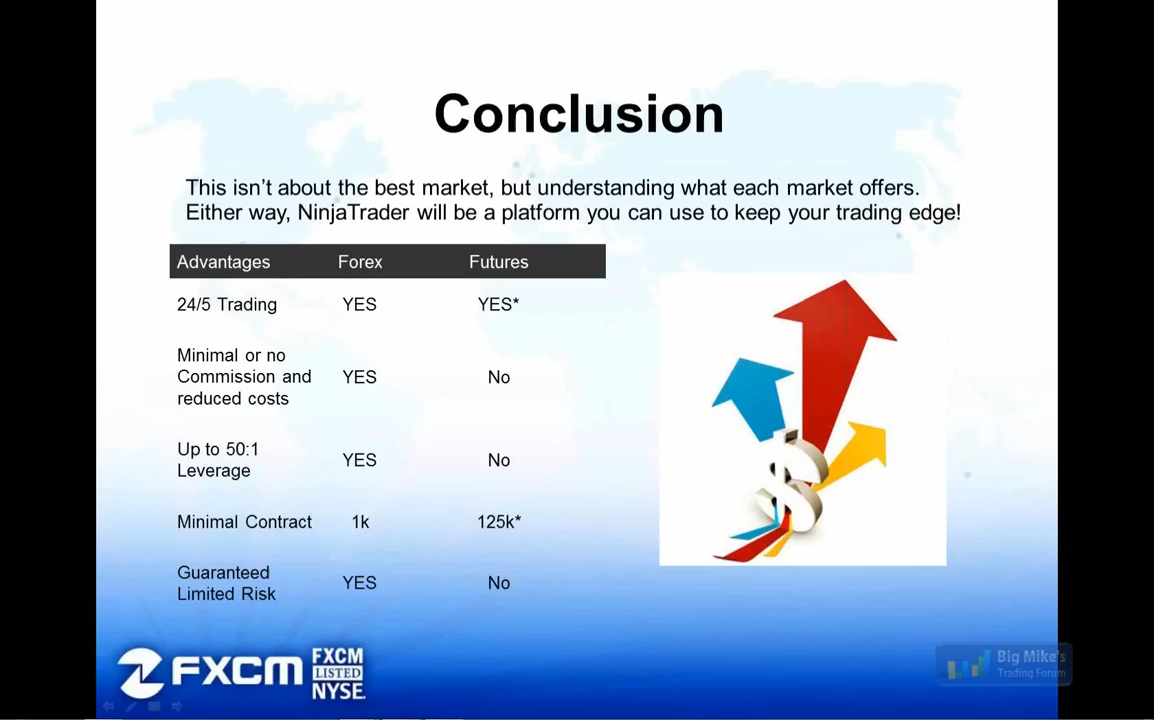 Conclusion
This isn't about the best market, but understanding what each market offers.
Either way, NinjaTrader will be a platform you can use to keep your trading edge!
Advantages Forex Futures
24/5 Trading YES YES*
Minimal or no
Commission and YES No
reduced costs
Up to 50:1
Leverage YES No
Minimal Contract 1k 125k*
Guaranteed
Limited Risk YES No
FXCM
FXCM
LISTED
NYSE
Big Mike's
Trading Forum